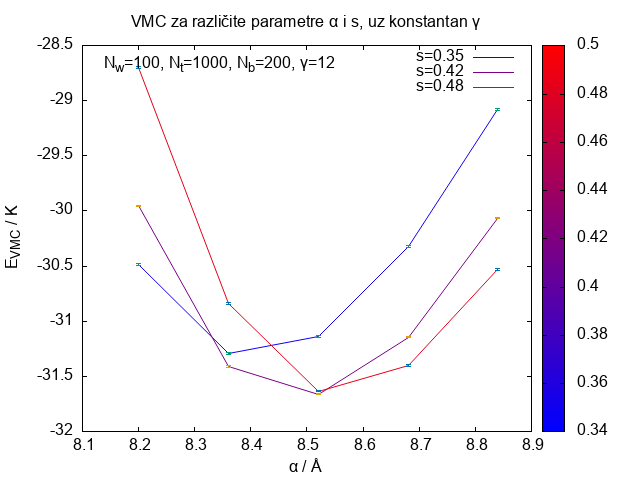 VMC za različite parametre α i s, uz konstantan γ
N_w=100, N_t=1000, N_b=200, γ=12
s=0.35
s=0.42
s=0.48
-28.5
-29
-29.5
-30
-30.5
-31
-31.5
-32
E_VMC / K
8.1 8.2 8.3 8.4 8.5 8.6 8.7 8.8 8.9
α / Å
0.5
0.48
0.46
0.44
0.42
0.4
0.38
0.36
0.34